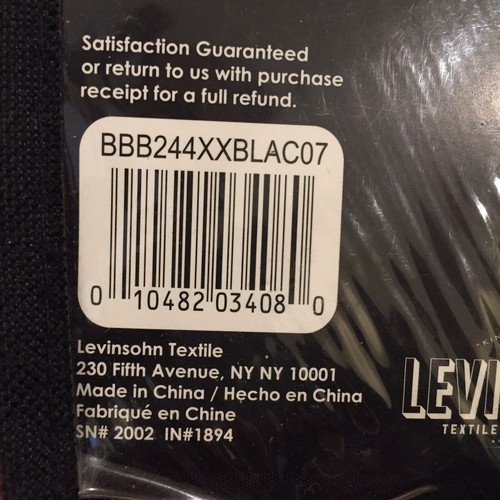 Satisfaction Guaranteed
or return to us with purchase
receipt for a full refund.
BBB244XXBLAC07
0 10482 03408 0
Levinsohn Textile
230 Fifth Avenue, NY NY 10001
Made in China / Hecho en China
Fabriqué en Chine
SN# 2002 IN#1894
LEVI
TEXTILE